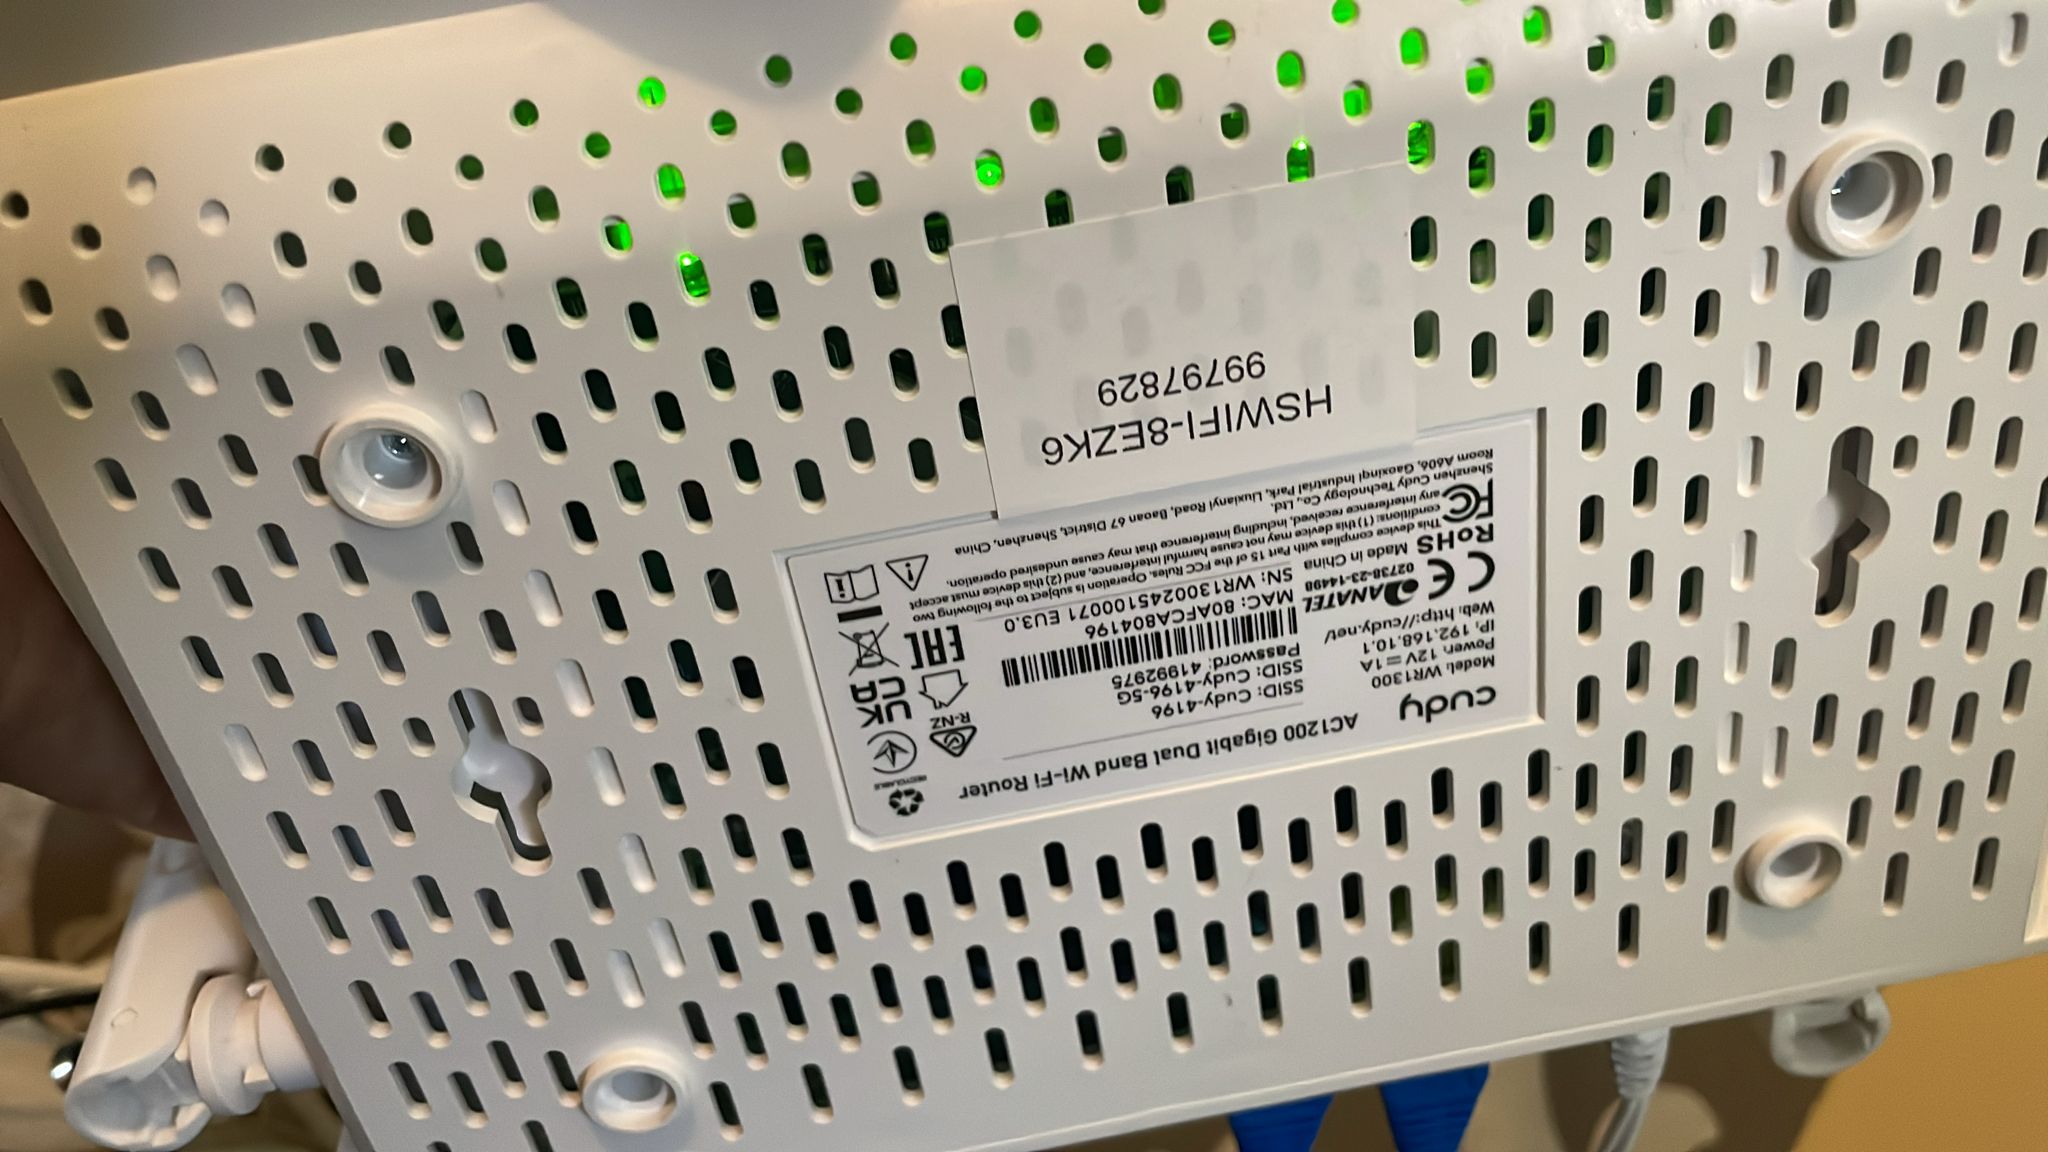 HSWIFI-8EZK6
99797829
cudy
AC1200 Gigabit Dual Band Wi-Fi Router
Model: WR1300
Power: 12V⎓1A
IP: 192.168.10.1
Web: http://cudy.net/
SSID: Cudy-4196
SSID: Cudy-4196-5G
Password: 41992975
MAC: 80AFCA804196
SN: WR1300245100071 EU3.0
ANATEL
02738-23-14498
CE
RoHS
Made in China
FC
This device complies with Part 15 of the FCC Rules. Operation is subject to the following two
conditions: (1) this device may not cause harmful interference, and (2) this device must accept
any interference received, including interference that may cause undesired operation.
Shenzhen Cudy Technology Co., Ltd.
Room A606, Gaoxinqi Industrial Park, Liuxianyi Road, Baoan 67 District, Shenzhen, China
RECYCLABLE
R-NZ
UK
CA
EAC